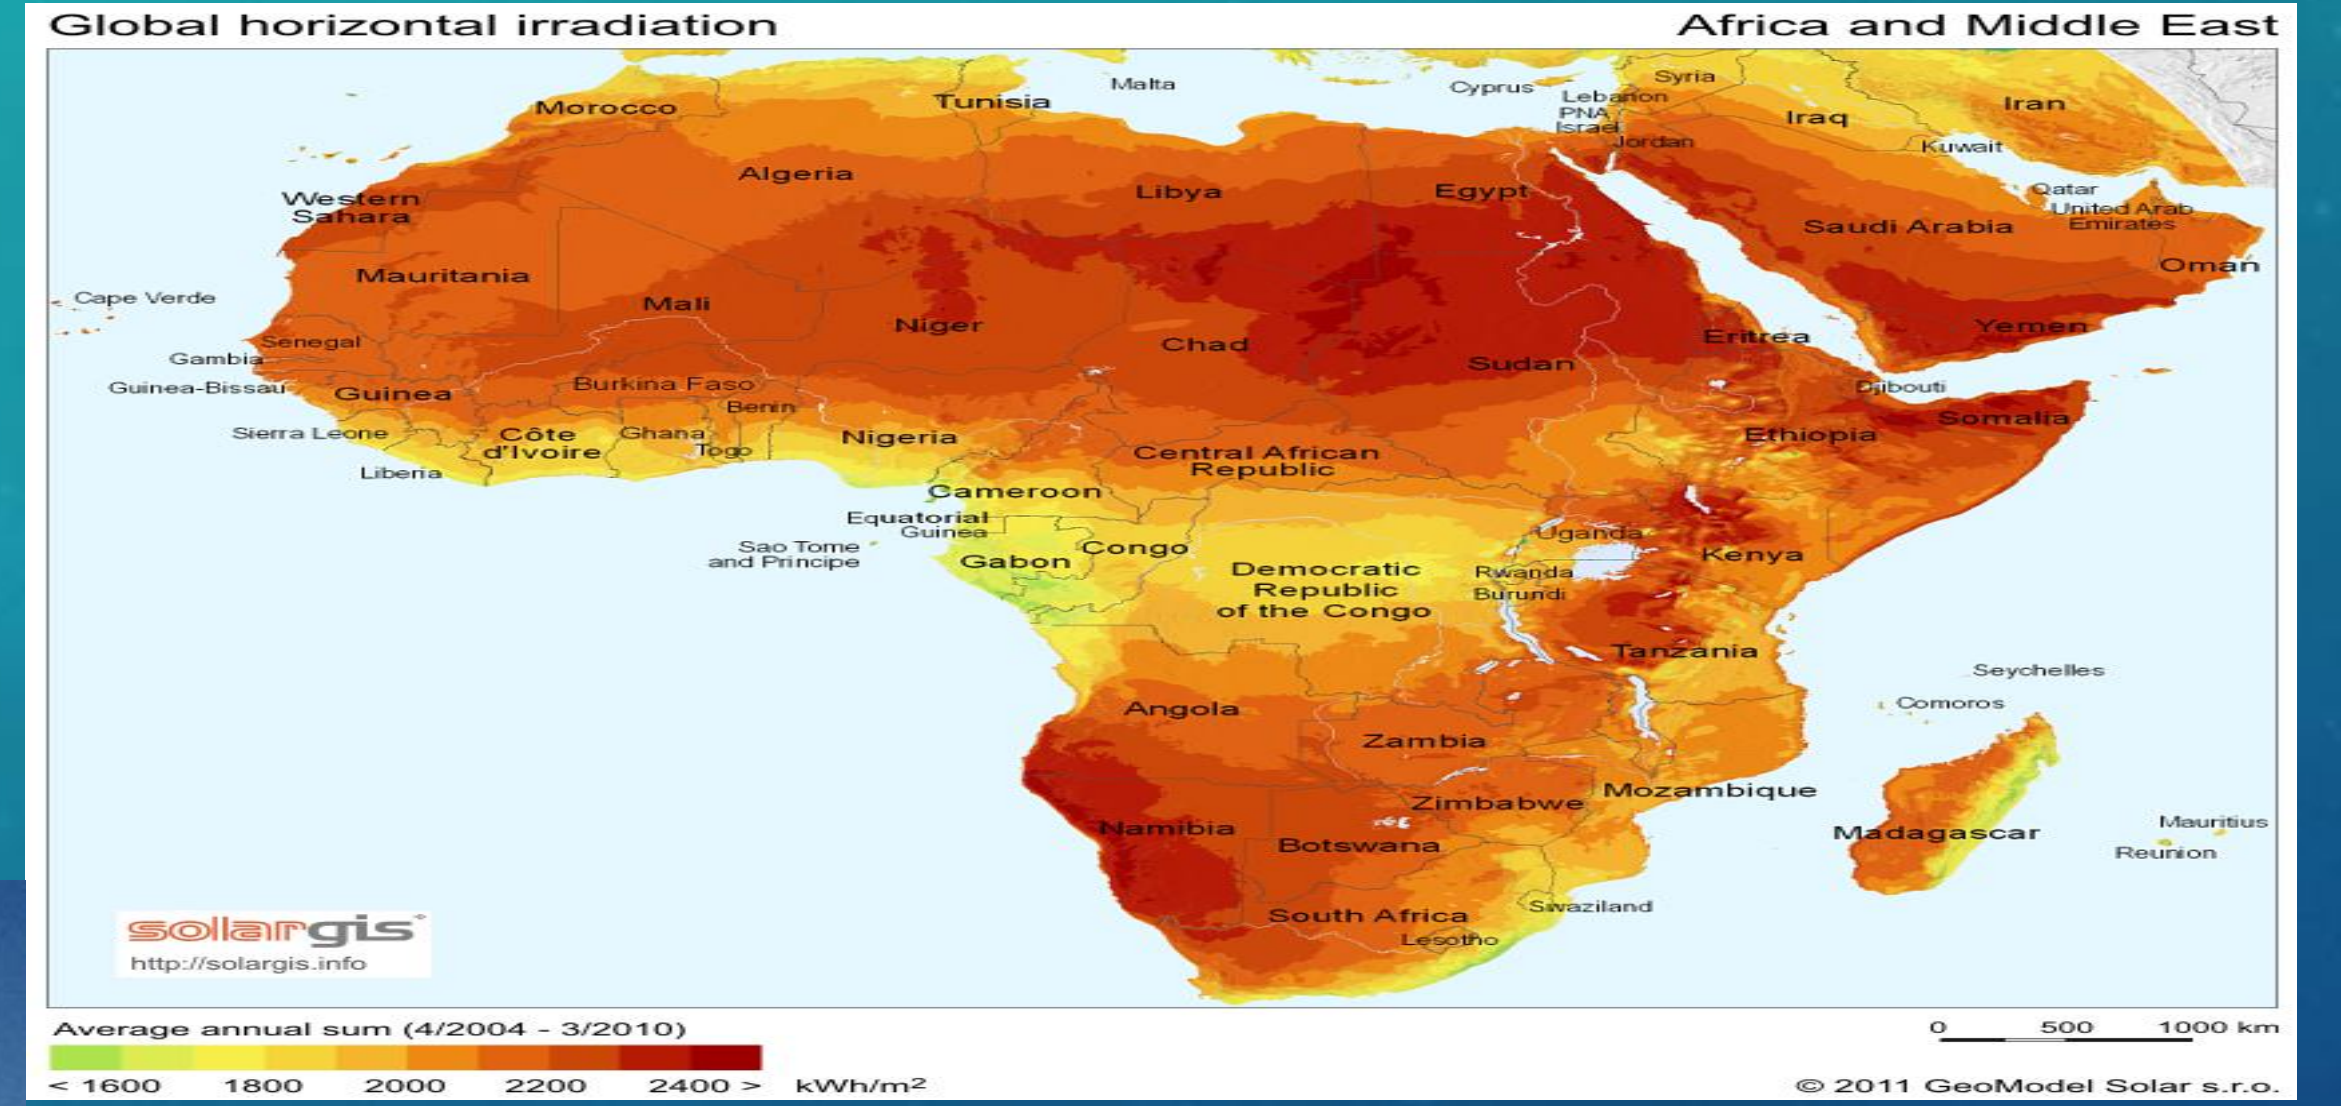 Global horizontal irradiation
Africa and Middle East
Malta
Cyprus
Syria
Lebanon
PNA
Israel
Jordan
Iraq
Iran
Kuwait
Morocco
Tunisia
Algeria
Libya
Egypt
Qatar
United Arab
Emirates
Saudi Arabia
Oman
Western
Sahara
Mauritania
Mali
Niger
Chad
Sudan
Eritrea
Yemen
Cape Verde
Senegal
Gambia
Guinea-Bissau
Guinea
Burkina Faso
Benin
Djibouti
Somalia
Sierra Leone
Côte
d'Ivoire
Ghana
Togo
Nigeria
Central African
Republic
Ethiopia
Liberia
Cameroon
Equatorial
Guinea
Sao Tome
and Principe
Gabon
Congo
Democratic
Republic
of the Congo
Uganda
Kenya
Rwanda
Burundi
Tanzania
Seychelles
Comoros
Angola
Zambia
Zimbabwe
Mozambique
Madagascar
Mauritius
Reunion
Namibia
Botswana
South Africa
Swaziland
Lesotho
solargis
http://solargis.info
Average annual sum (4/2004 - 3/2010)
< 1600 1800 2000 2200 2400 > kWh/m²
0 500 1000 km
© 2011 GeoModel Solar s.r.o.